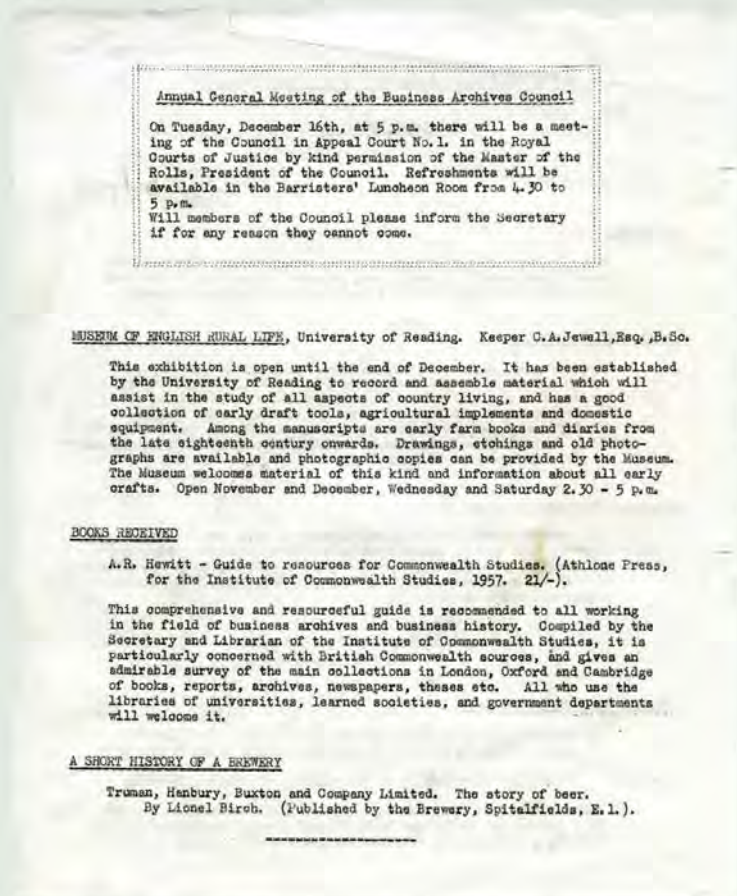 Annual General Meeting of the Business Archives Council
On Tuesday, December 16th, at 5 p.m. there will be a meet-
ing of the Council in Appeal Court No.1. in the Royal
Courts of Justice by kind permission of the Master of the
Rolls, President of the Council. Refreshments will be
available in the Barristers' Luncheon Room from 4.30 to
5 p.m.
Will members of the Council please inform the Secretary
if for any reason they cannot come.
MUSEUM OF ENGLISH RURAL LIFE, University of Reading. Keeper C.A.Jewell,Esq.,B.Sc.
This exhibition is open until the end of December. It has been established
by the University of Reading to record and assemble material which will
assist in the study of all aspects of country living, and has a good
collection of early draft tools, agricultural implements and domestic
equipment. Among the manuscripts are early farm books and diaries from
the late eighteenth century onwards. Drawings, etchings and old photo-
graphs are available and photographic copies can be provided by the Museum.
The Museum welcomes material of this kind and information about all early
crafts. Open November and December, Wednesday and Saturday 2.30 - 5 p.m.
BOOKS RECEIVED
A.R. Hewitt - Guide to resources for Commonwealth Studies. (Athlone Press,
for the Institute of Commonwealth Studies, 1957. 21/-).
This comprehensive and resourceful guide is recommended to all working
in the field of business archives and business history. Compiled by the
Secretary and Librarian of the Institute of Commonwealth Studies, it is
particularly concerned with British Commonwealth sources, and gives an
admirable survey of the main collections in London, Oxford and Cambridge
of books, reports, archives, newspapers, theses etc. All who use the
libraries of universities, learned societies, and government departments
will welcome it.
A SHORT HISTORY OF A BREWERY
Truman, Hanbury, Buxton and Company Limited. The story of beer.
By Lionel Birch. (Published by the Brewery, Spitalfields, E.1.).